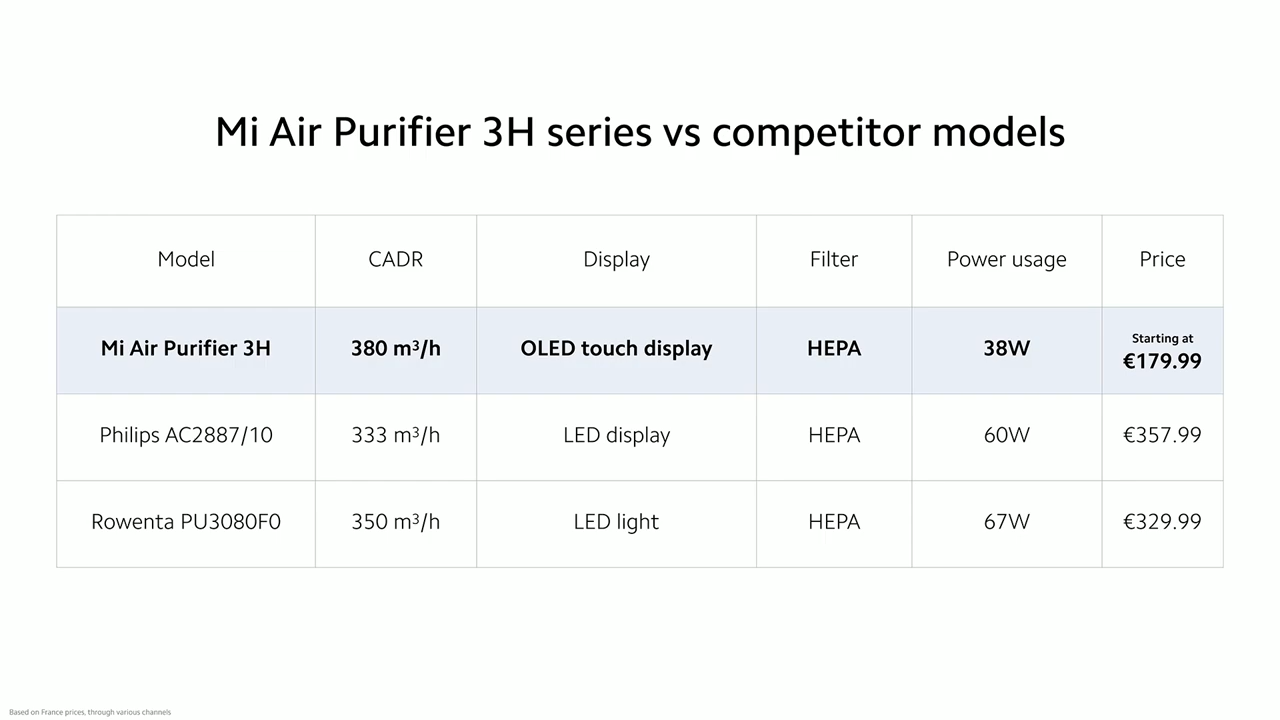 Mi Air Purifier 3H series vs competitor models
Model CADR Display Filter Power usage Price
Mi Air Purifier 3H 380 m³/h OLED touch display HEPA 38W Starting at €179.99
Philips AC2887/10 333 m³/h LED display HEPA 60W €357.99
Rowenta PU3080F0 350 m³/h LED light HEPA 67W €329.99
Based on France prices, through various channels